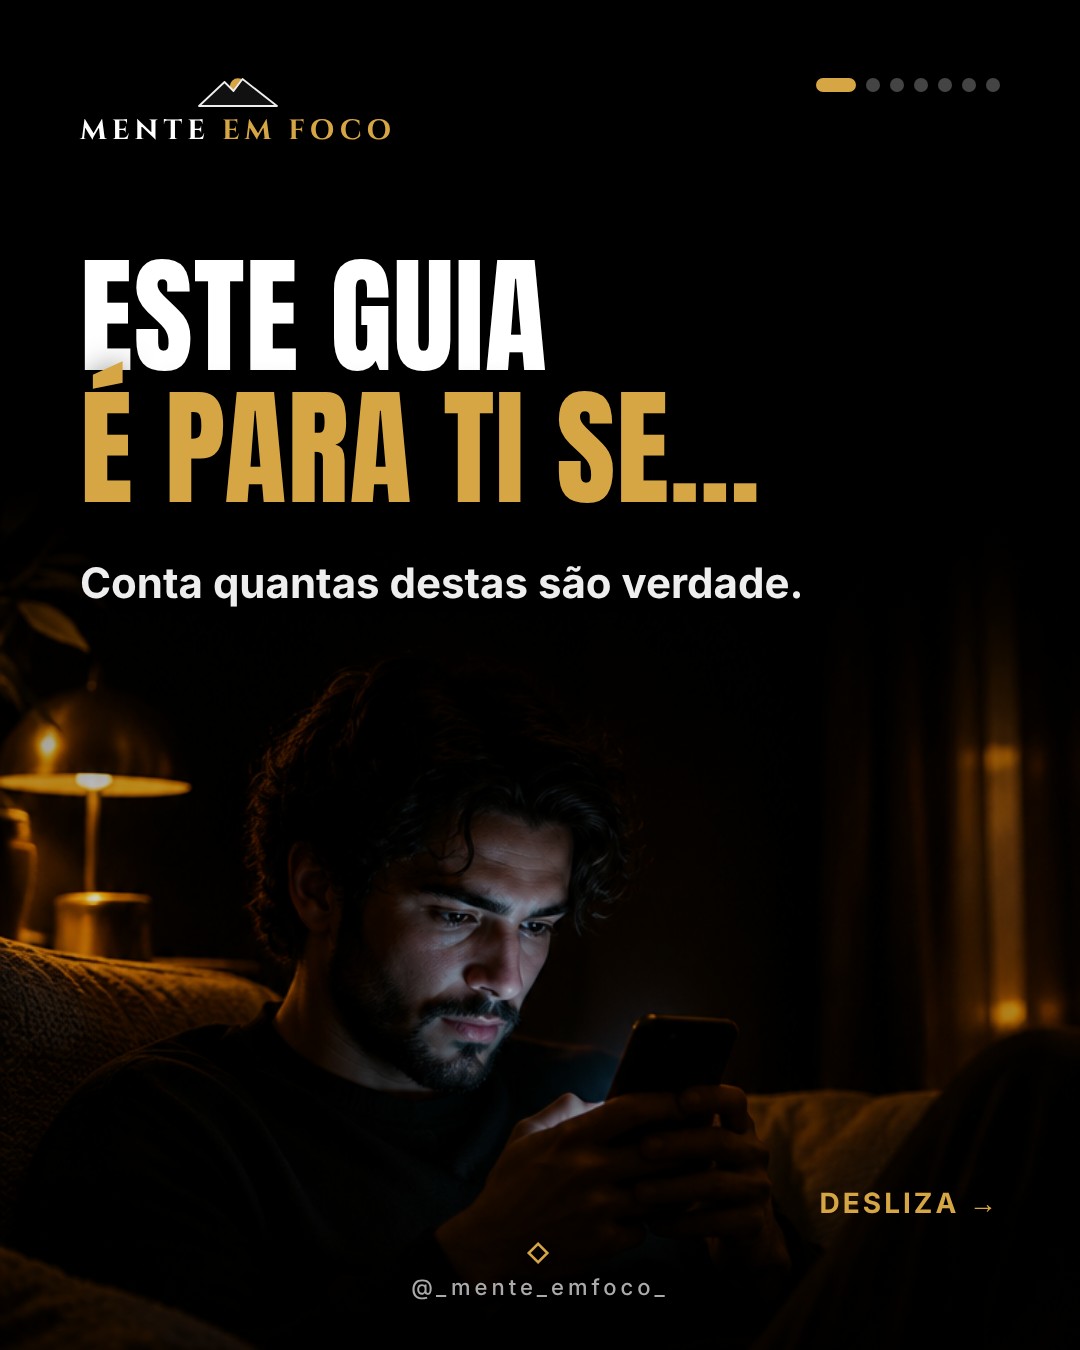 MENTE EM FOCO
ESTE GUIA
É PARA TI SE...
Conta quantas destas são verdade.
DESLIZA →
@_mente_emfoco_